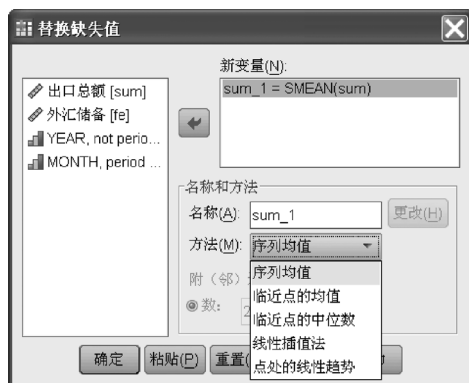 替换缺失值
新变量(N):
出口总额 [sum]
外汇储备 [fe]
YEAR, not perio...
MONTH, period ...
sum_1 = SMEAN(sum)
名称和方法
名称(A): sum_1 更改(H)
方法(M): 序列均值
附（邻）
数:
序列均值
临近点的均值
临近点的中位数
线性插值法
点处的线性趋势
确定 粘贴(P) 重置(